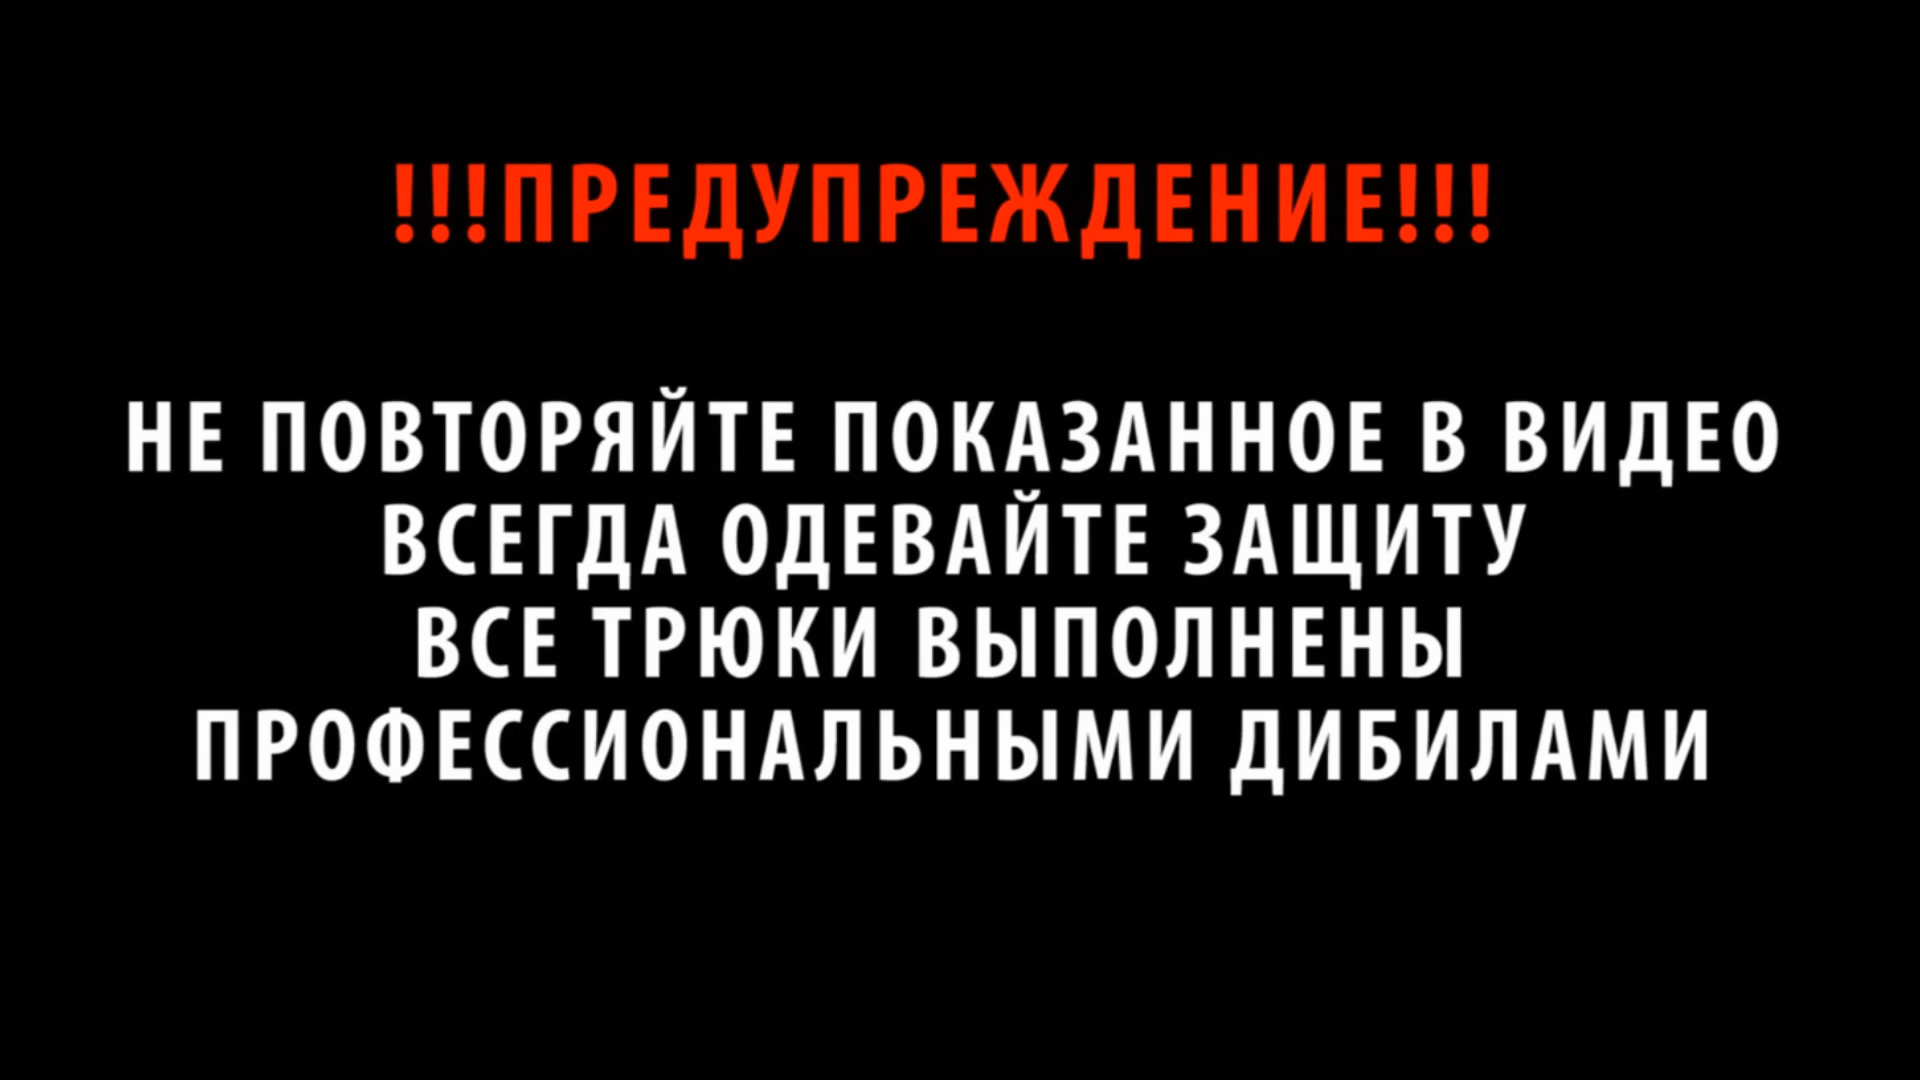 !!!ПРЕДУПРЕЖДЕНИЕ!!!
НЕ ПОВТОРЯЙТЕ ПОКАЗАННОЕ В ВИДЕО
ВСЕГДА ОДЕВАЙТЕ ЗАЩИТУ
ВСЕ ТРЮКИ ВЫПОЛНЕНЫ
ПРОФЕССИОНАЛЬНЫМИ ДИБИЛАМИ